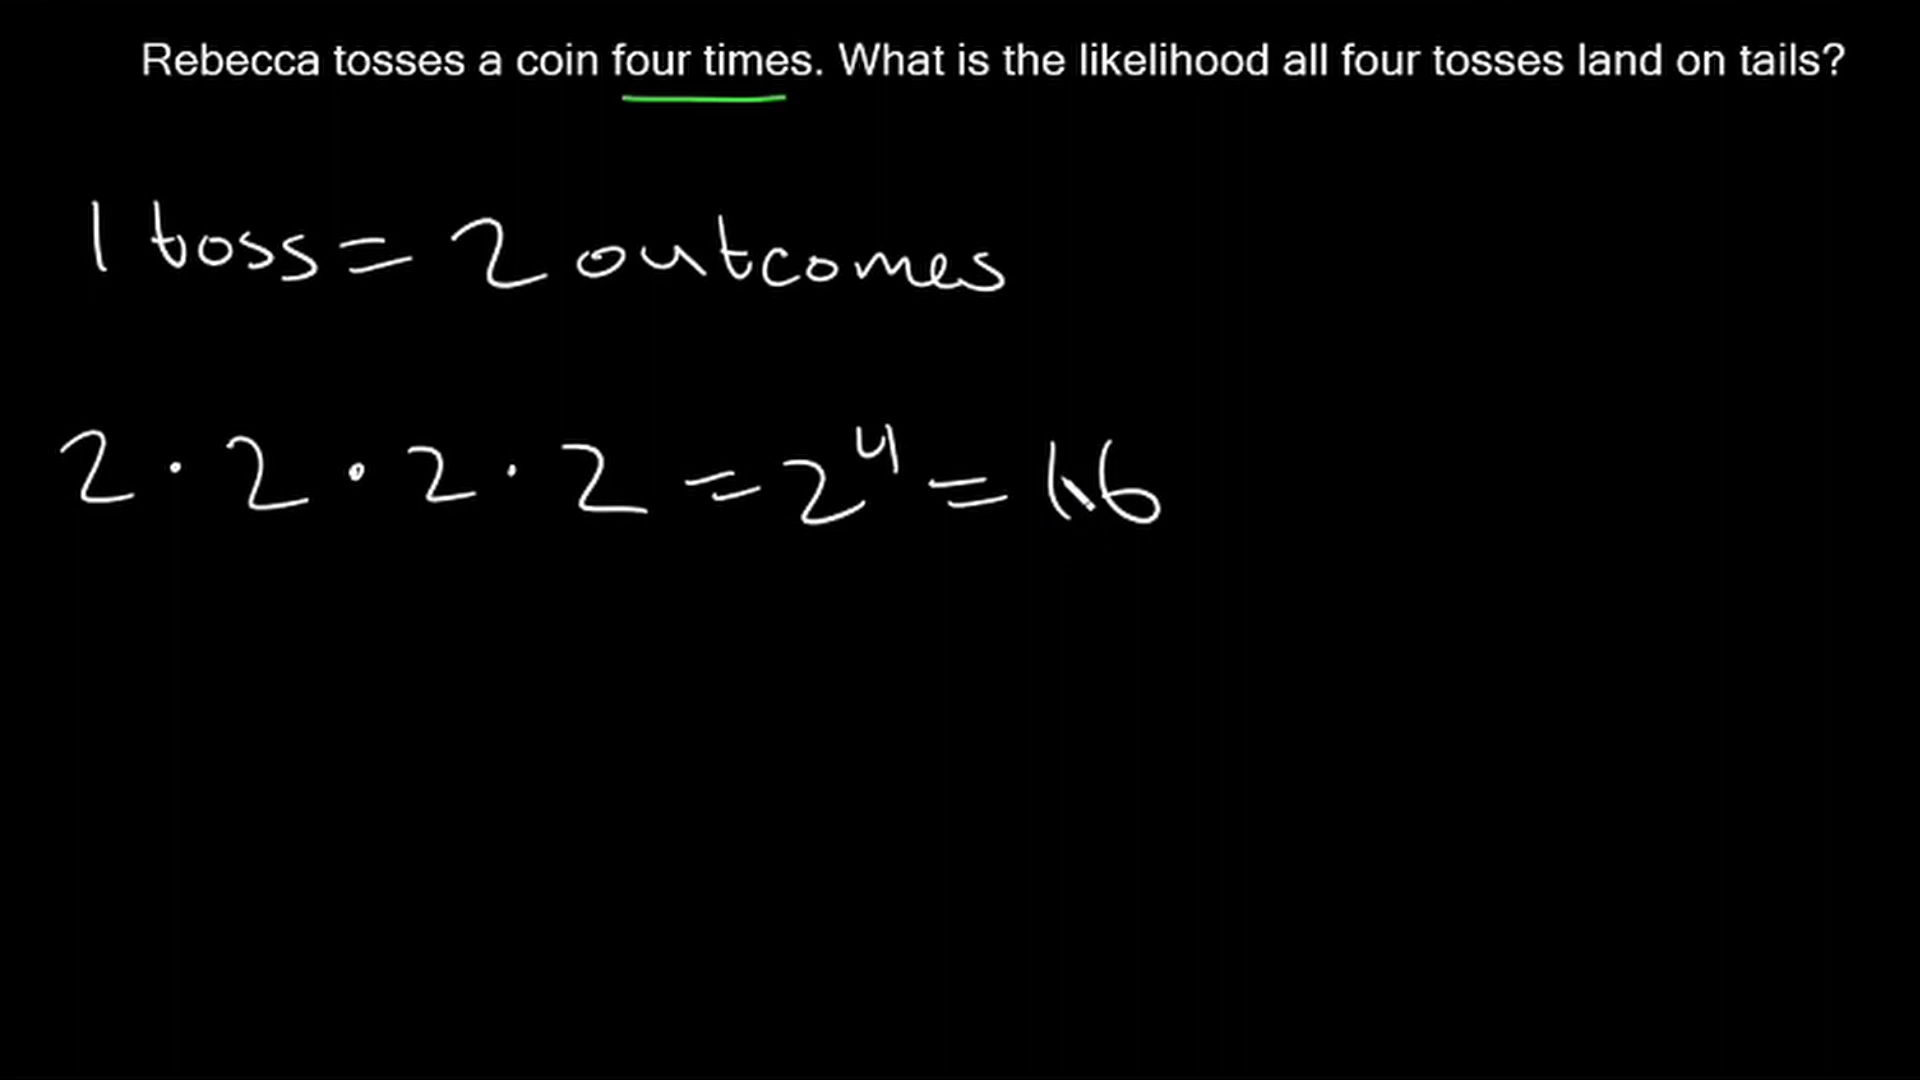 Rebecca tosses a coin four times. What is the likelihood all four tosses land on tails?
1 toss = 2 outcomes
2 · 2 · 2 · 2 = 2⁴ = 16